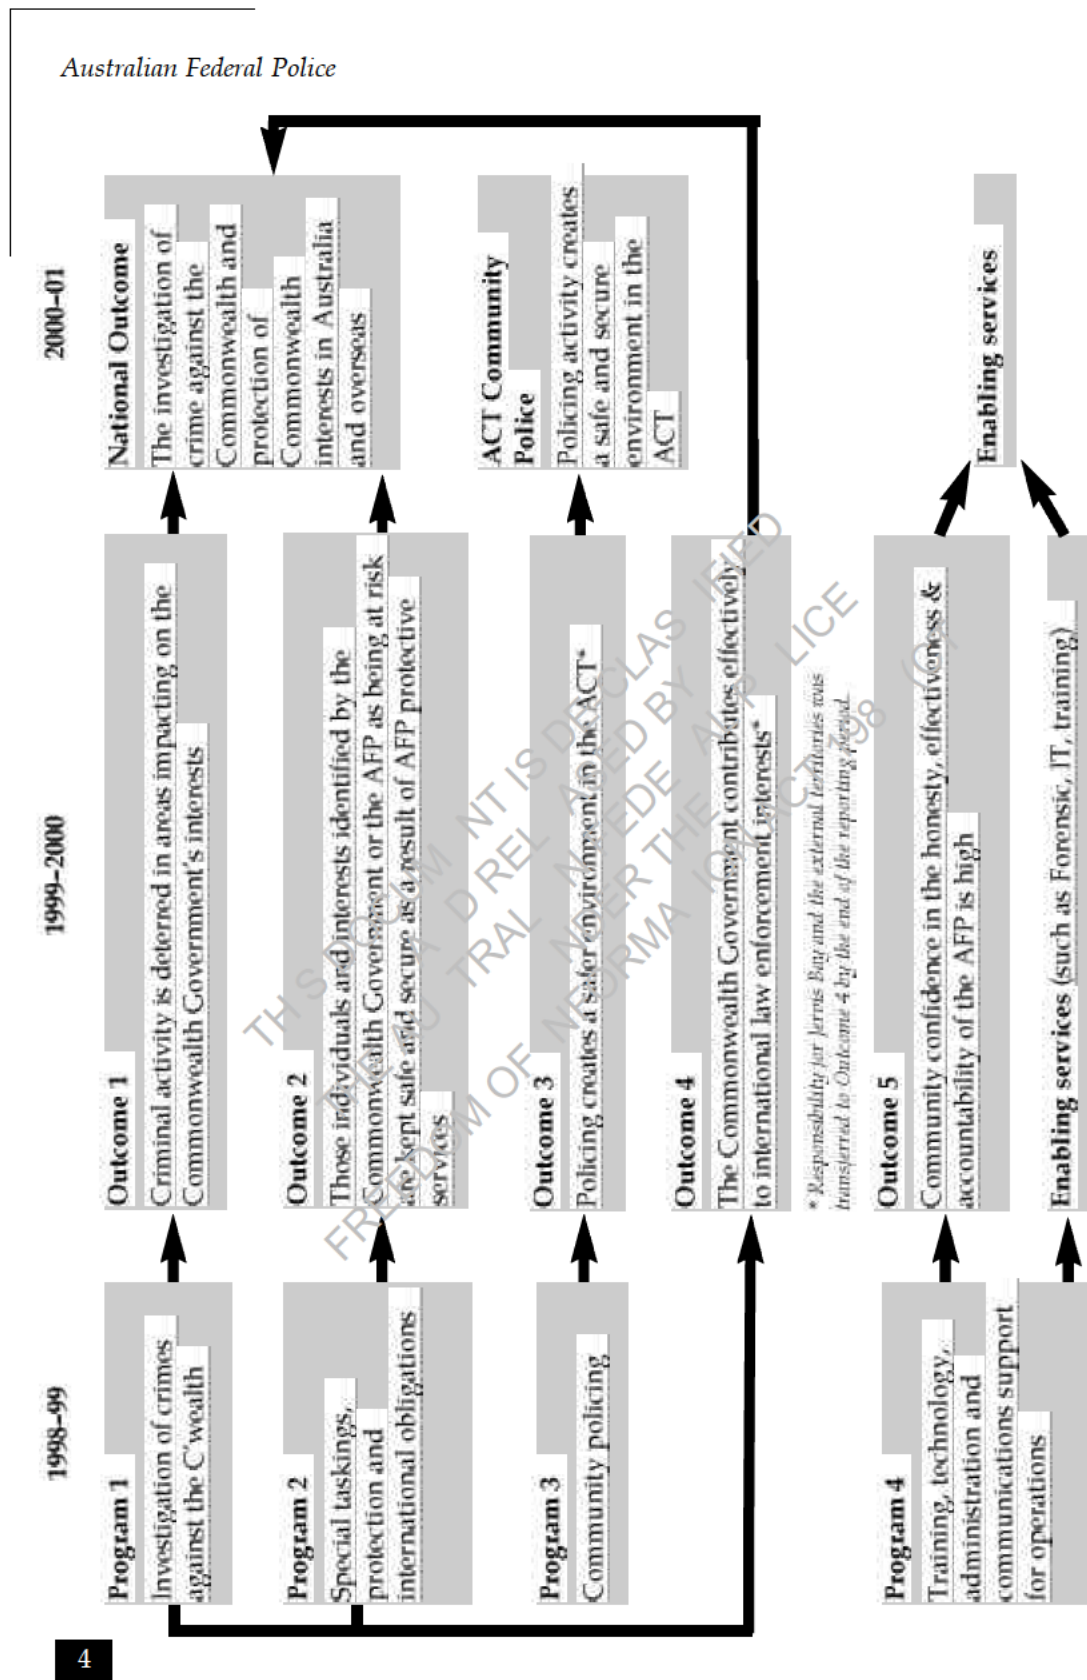 Australian Federal Police
1998–99
Program 1
Investigation of crimes
against the C'wealth
Program 2
Special taskings,
protection and
international obligations
Program 3
Community policing
Program 4
Training, technology,
administration and
communications support
for operations
1999–2000
Outcome 1
Criminal activity is deterred in areas impacting on the
Commonwealth Government's interests
Outcome 2
Those individuals and interests identified by the
Commonwealth Government or the AFP as being at risk
are kept safe and secure as a result of AFP protective
services
Outcome 3
Policing creates a safer environment in the ACT*
Outcome 4
The Commonwealth Government contributes effectively
to international law enforcement interests*
* Responsibility for Jervis Bay and the external territories was
transferred to Outcome 4 by the end of the reporting period.
Outcome 5
Community confidence in the honesty, effectiveness &
accountability of the AFP is high
Enabling services (such as Forensic, IT, training)
2000–01
National Outcome
The investigation of
crime against the
Commonwealth and
protection of
Commonwealth
interests in Australia
and overseas
ACT Community
Police
Policing activity creates
a safe and secure
environment in the
ACT
Enabling services
4